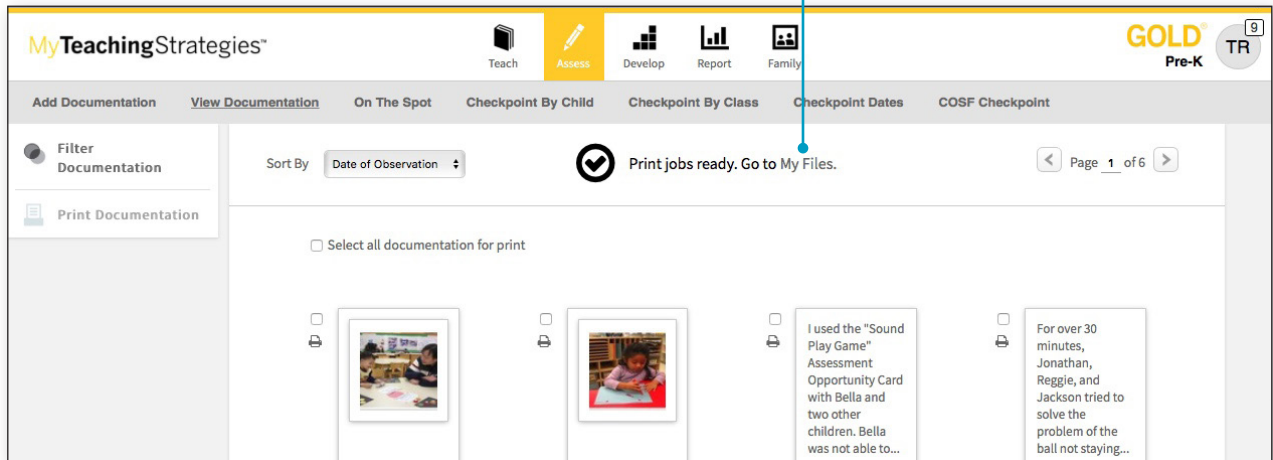 MyTeachingStrategies™
Teach
Assess
Develop
Report
Family
GOLD®
Pre-K
TR
9
Add Documentation View Documentation On The Spot Checkpoint By Child Checkpoint By Class Checkpoint Dates COSF Checkpoint
Filter
Documentation
Print Documentation
Sort By Date of Observation
Print jobs ready. Go to My Files.
Page 1 of 6
Select all documentation for print
I used the "Sound
Play Game"
Assessment
Opportunity Card
with Bella and
two other
children. Bella
was not able to...
For over 30
minutes,
Jonathan,
Reggie, and
Jackson tried to
solve the
problem of the
ball not staying...